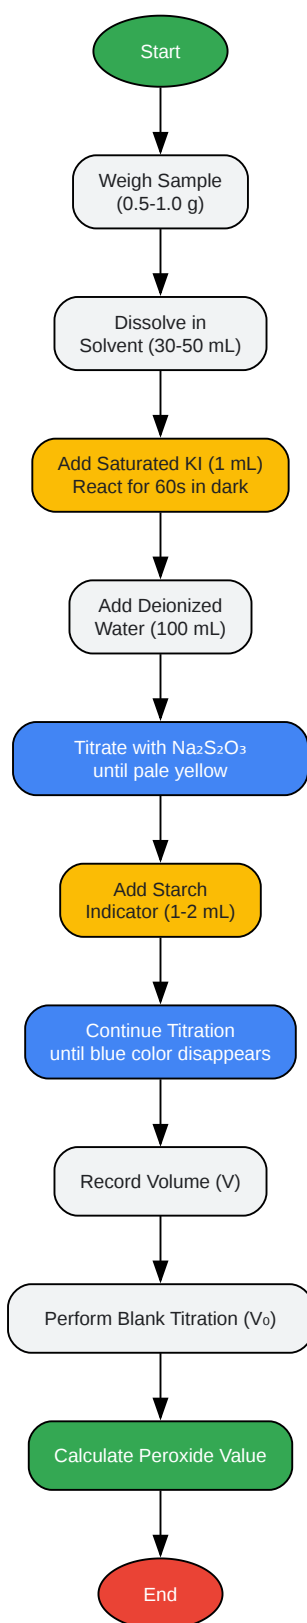 Start
Weigh Sample
(0.5-1.0 g)
Dissolve in
Solvent (30-50 mL)
Add Saturated KI (1 mL)
React for 60s in dark
Add Deionized
Water (100 mL)
Titrate with Na₂S₂O₃
until pale yellow
Add Starch
Indicator (1-2 mL)
Continue Titration
until blue color disappears
Record Volume (V)
Perform Blank Titration (V₀)
Calculate Peroxide Value
End